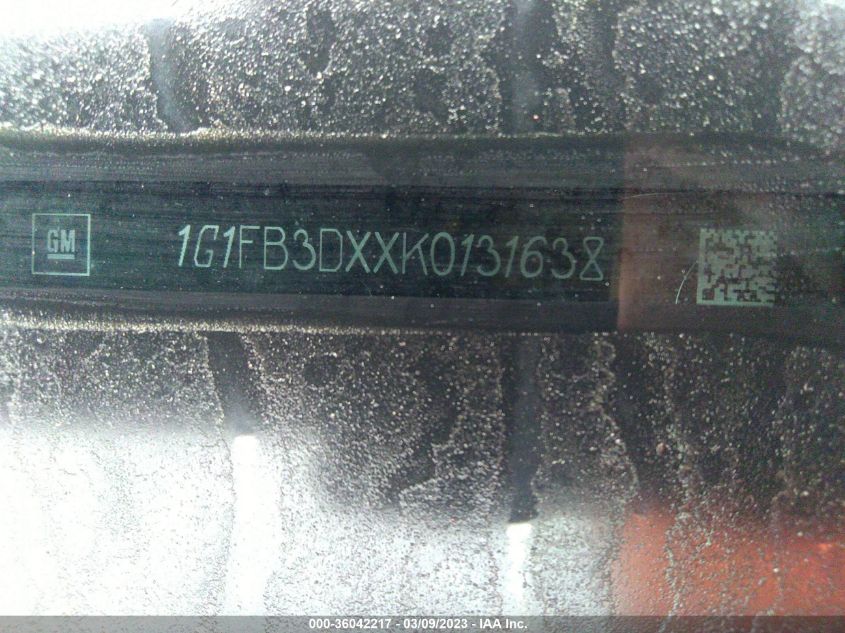 GM
1G1FB3DXXK0131638
000-36042217 - 03/09/2023 - IAA Inc.